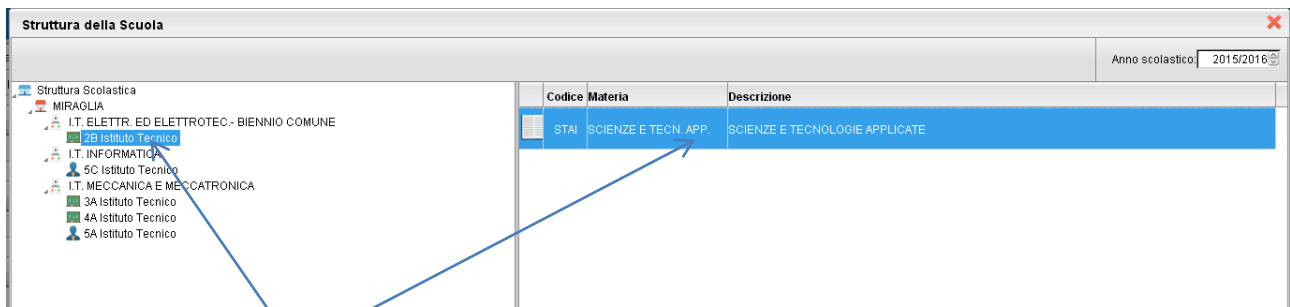 Struttura della Scuola
Anno scolastico: 2015/2016
Struttura Scolastica
MIRAGLIA
I.T. ELETTR. ED ELETTROTEC.- BIENNIO COMUNE
2B Istituto Tecnico
I.T. INFORMATICA
5C Istituto Tecnico
I.T. MECCANICA E MECCATRONICA
3A Istituto Tecnico
4A Istituto Tecnico
5A Istituto Tecnico
Codice Materia Descrizione
STAI SCIENZE E TECN. APP. SCIENZE E TECNOLOGIE APPLICATE